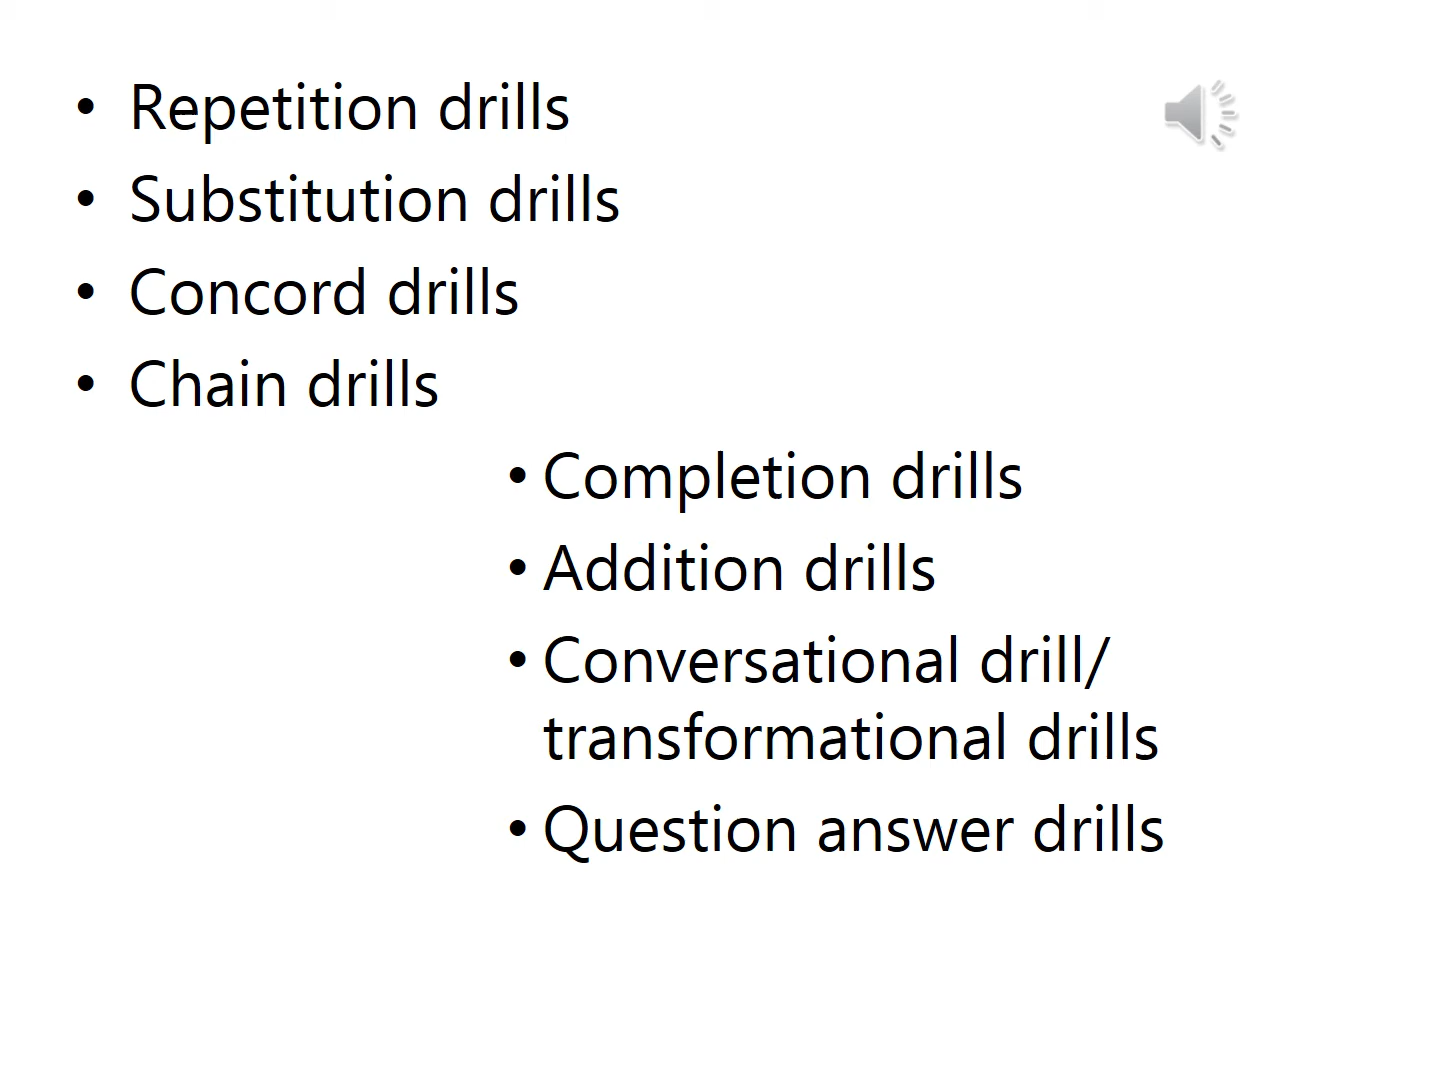 • Repetition drills
• Substitution drills
• Concord drills
• Chain drills
• Completion drills
• Addition drills
• Conversational drill/
transformational drills
• Question answer drills